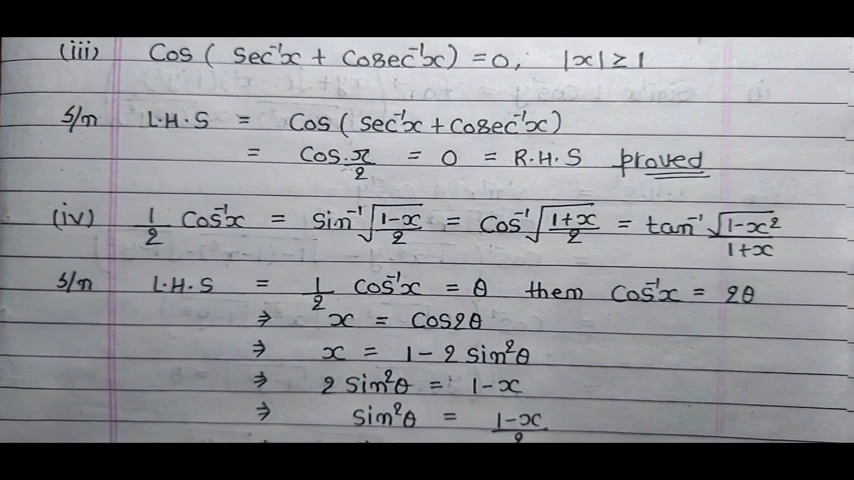 (iii) Cos ( Sec⁻¹x + Cosec⁻¹x) = 0, |x| ≥ 1
S/n L.H.S = Cos ( Sec⁻¹x + Cosec⁻¹x)
= Cos π/2 = 0 = R.H.S proved
(iv) 1/2 Cos⁻¹x = Sin⁻¹ √((1-x)/2) = Cos⁻¹ √((1+x)/2) = tan⁻¹ √(1-x²)/(1+x)
S/n L.H.S = 1/2 Cos⁻¹x = θ them Cos⁻¹x = 2θ
⇒ x = Cos2θ
⇒ x = 1 - 2 Sin²θ
⇒ 2 Sin²θ = 1-x
⇒ Sin²θ = (1-x)/2